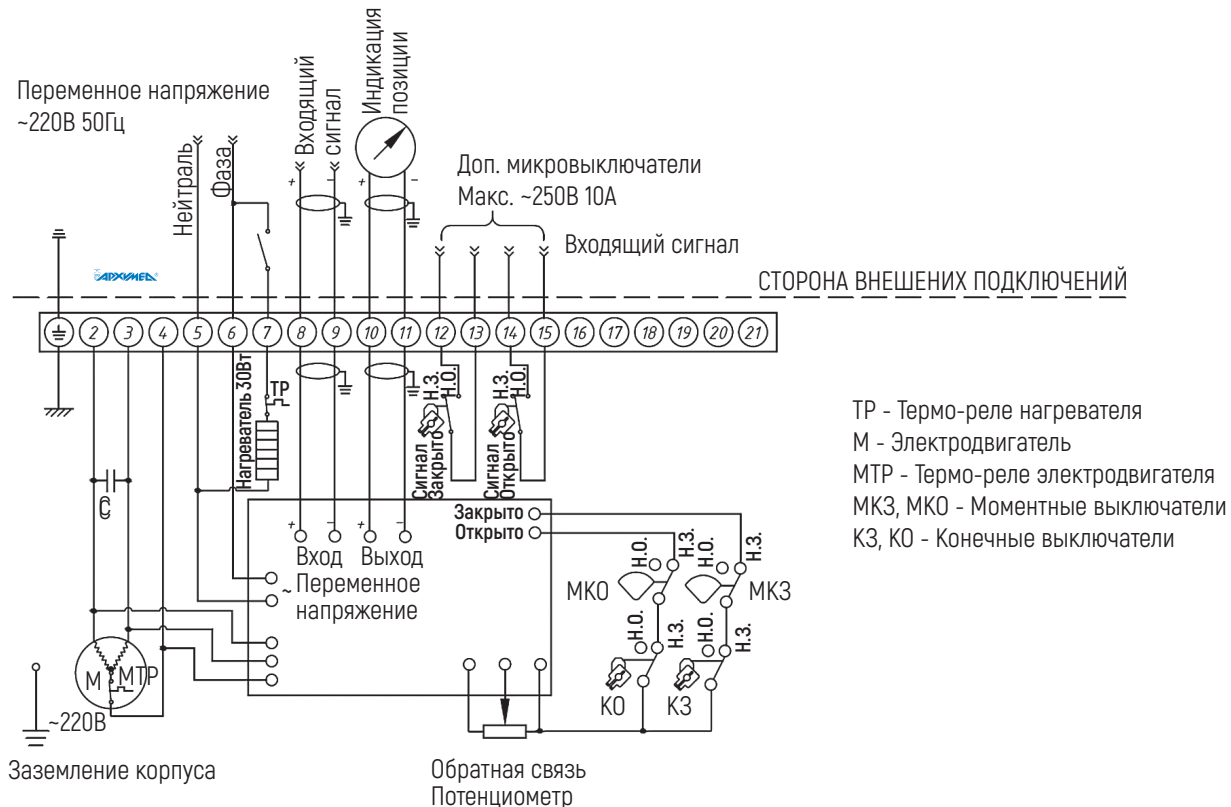 Переменное напряжение
~220В 50Гц
Нейтраль
Фаза
Входящий
сигнал
Индикация
позиции
+
−
+
−
Доп. микровыключатели
Макс. ~250В 10А
Входящий сигнал
АРХИМЕД
СТОРОНА ВНЕШЕНИХ ПОДКЛЮЧЕНИЙ
2 3 4 5 6 7 8 9 10 11 12 13 14 15 16 17 18 19 20 21
Нагреватель 30Вт
ТР
Н.З.
Н.О.
Сигнал
Закрыто
Н.З.
Н.О.
Сигнал
Открыто
ТР - Термо-реле нагревателя
М - Электродвигатель
МТР - Термо-реле электродвигателя
МКЗ, МКО - Моментные выключатели
КЗ, КО - Конечные выключатели
C
+
−
+
−
Вход
Выход
~ Переменное
напряжение
Закрыто
Открыто
Н.О.
Н.З.
Н.О.
Н.З.
МКО
МКЗ
Н.О.
Н.З.
Н.О.
Н.З.
КО
КЗ
М
МТР
~220В
Заземление корпуса
Обратная связь
Потенциометр